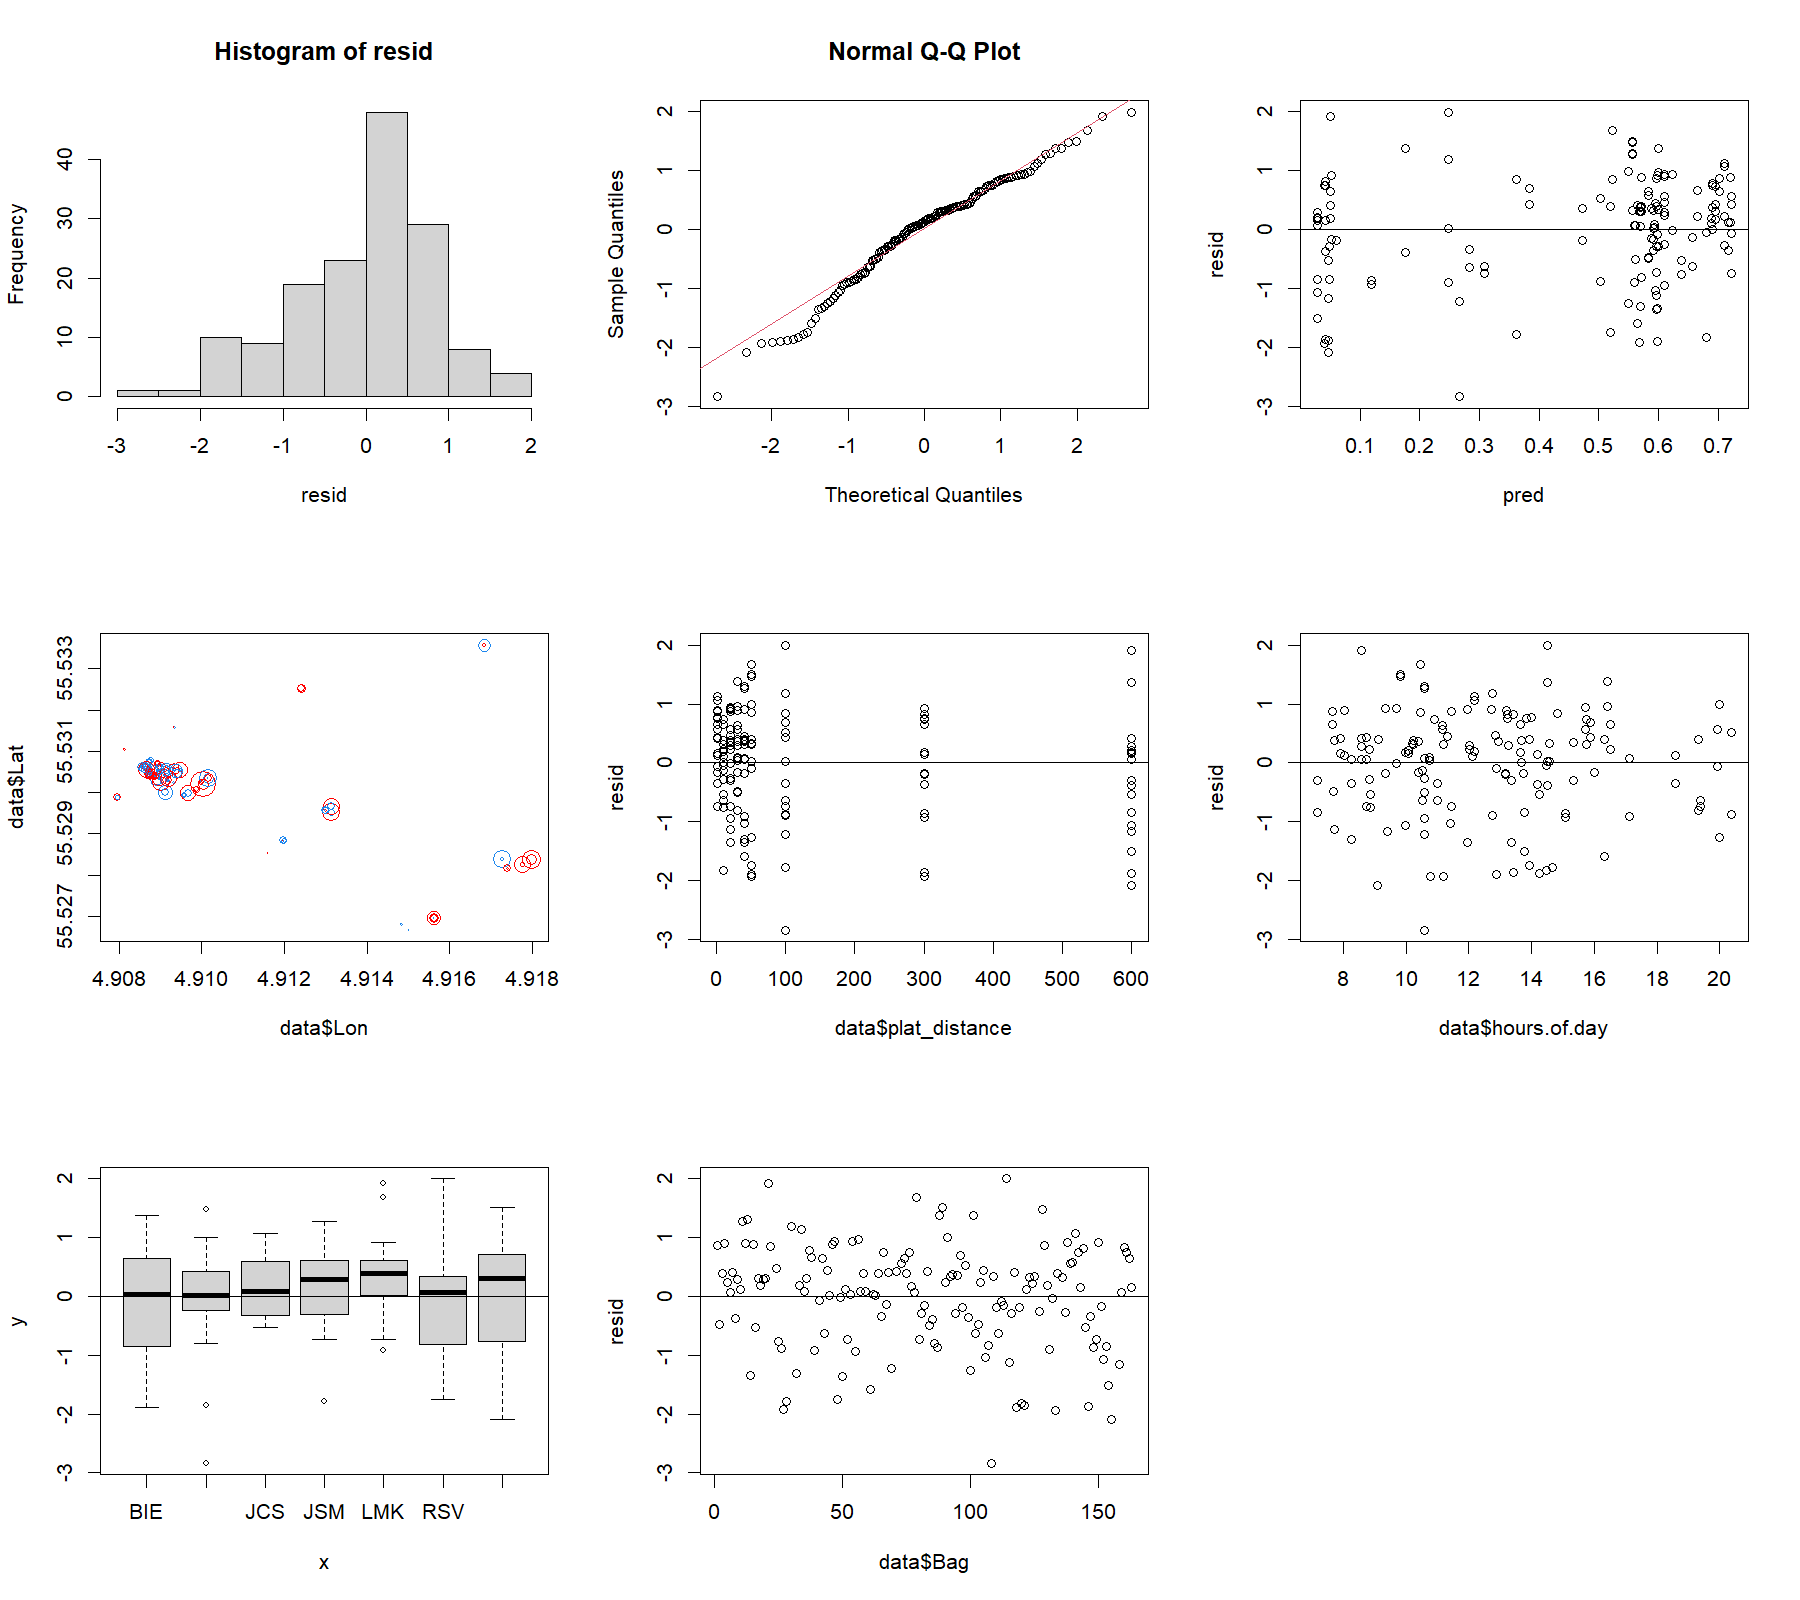 Histogram of resid
Frequency
0 10 20 30 40
-3 -2 -1 0 1 2
resid
Normal Q-Q Plot
Sample Quantiles
-3 -2 -1 0 1 2
-2 -1 0 1 2
Theoretical Quantiles
resid
-3 -2 -1 0 1 2
0.1 0.2 0.3 0.4 0.5 0.6 0.7
pred
data$Lat
55.527 55.529 55.531 55.533
4.908 4.910 4.912 4.914 4.916 4.918
data$Lon
resid
-3 -2 -1 0 1 2
0 100 200 300 400 500 600
data$plat_distance
resid
-3 -2 -1 0 1 2
8 10 12 14 16 18 20
data$hours.of.day
y
-3 -2 -1 0 1 2
BIE JCS JSM LMK RSV
x
resid
-3 -2 -1 0 1 2
0 50 100 150
data$Bag